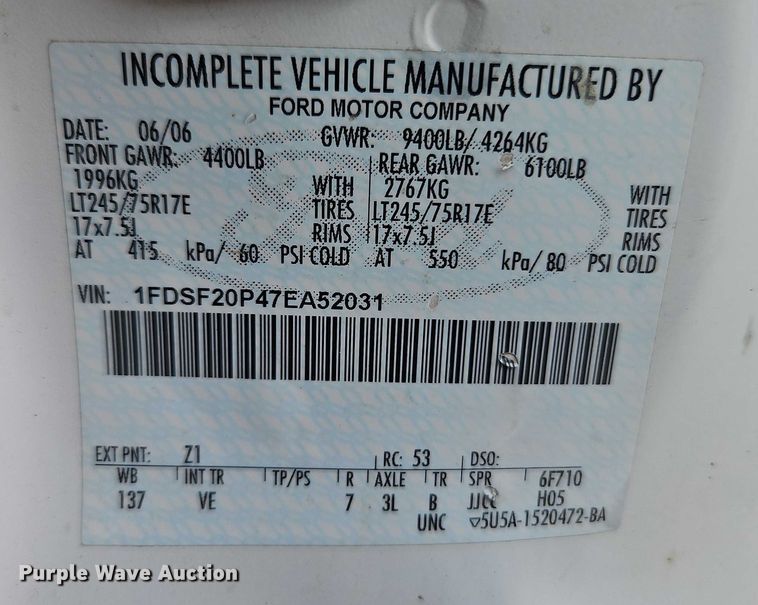 INCOMPLETE VEHICLE MANUFACTURED BY
FORD MOTOR COMPANY
DATE: 06/06 GVWR: 9400LB/ 4264KG
FRONT GAWR: 4400LB REAR GAWR: 6100LB
1996KG WITH 2767KG WITH
LT245/75R17E TIRES LT245/75R17E TIRES
17x7.5J RIMS 17x7.5J RIMS
AT 415 kPa/ 60 PSI COLD AT 550 kPa/ 80 PSI COLD
VIN: 1FDSF20P47EA52031
EXT PNT: Z1 RC: 53 DSO:
WB INT TR TP/PS R AXLE TR SPR 6F710
137 VE 7 3L B JJCC H05
UNC ▽5U5A-1520472-BA
Purple Wave Auction